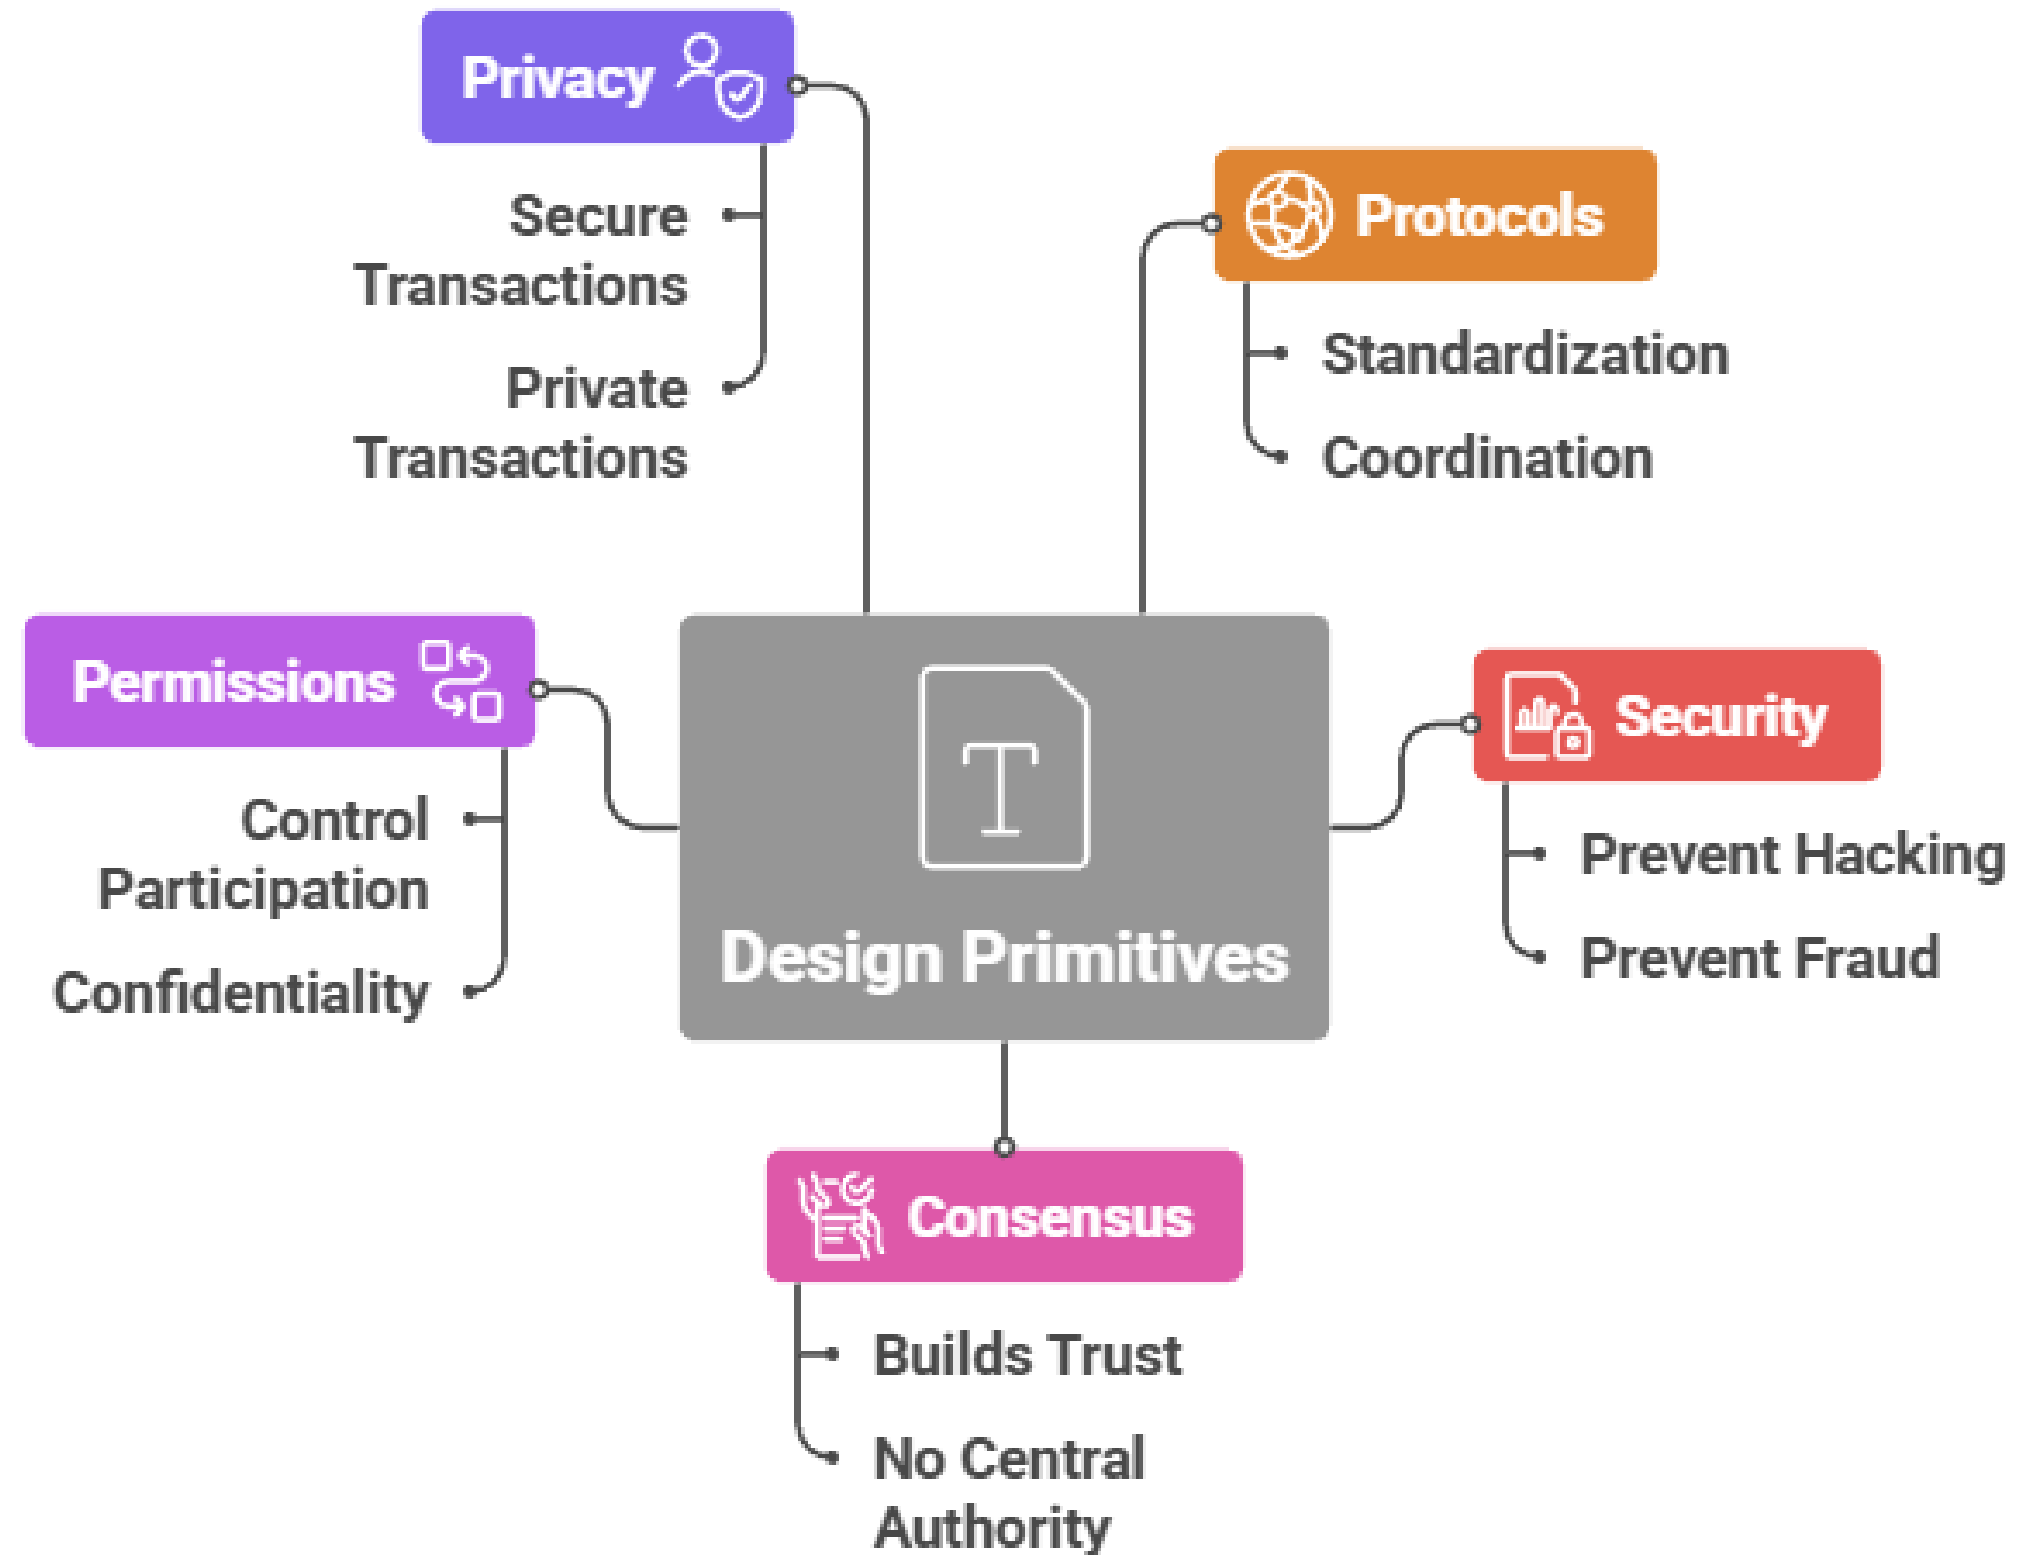 Privacy
Secure
Transactions
Private
Transactions
Protocols
Standardization
Coordination
Permissions
Control
Participation
Confidentiality
T
Design Primitives
Security
Prevent Hacking
Prevent Fraud
Consensus
Builds Trust
No Central
Authority